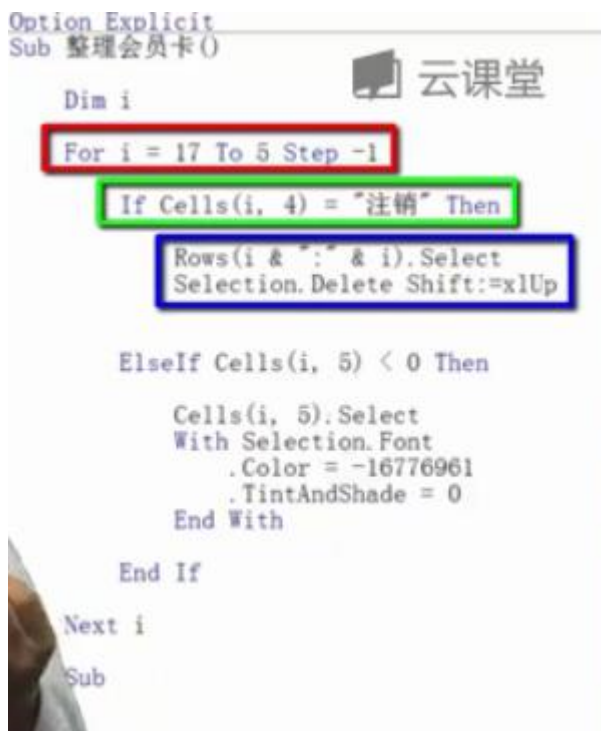 Option Explicit
Sub 整理会员卡()
云课堂
Dim i
For i = 17 To 5 Step -1
If Cells(i, 4) = "注销" Then
Rows(i & ":" & i).Select
Selection.Delete Shift:=xlUp
ElseIf Cells(i, 5) < 0 Then
Cells(i, 5).Select
With Selection.Font
.Color = -16776961
.TintAndShade = 0
End With
End If
Next i
Sub